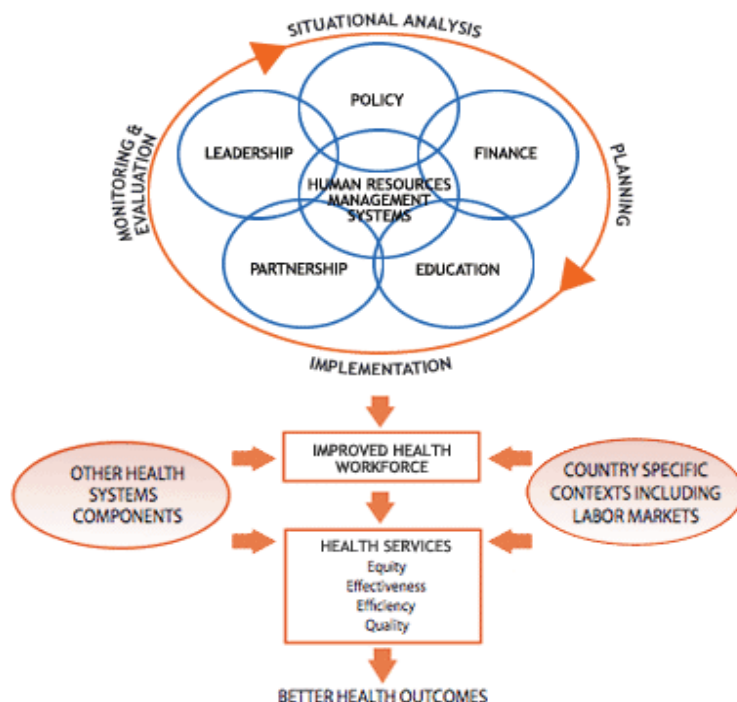 SITUATIONAL ANALYSIS
POLICY
LEADERSHIP
FINANCE
MONITORING &
EVALUATION
HUMAN RESOURCES
MANAGEMENT
SYSTEMS
PLANNING
PARTNERSHIP
EDUCATION
IMPLEMENTATION
IMPROVED HEALTH
WORKFORCE
OTHER HEALTH
SYSTEMS
COMPONENTS
COUNTRY SPECIFIC
CONTEXTS INCLUDING
LABOR MARKETS
HEALTH SERVICES
Equity
Effectiveness
Efficiency
Quality
BETTER HEALTH OUTCOMES